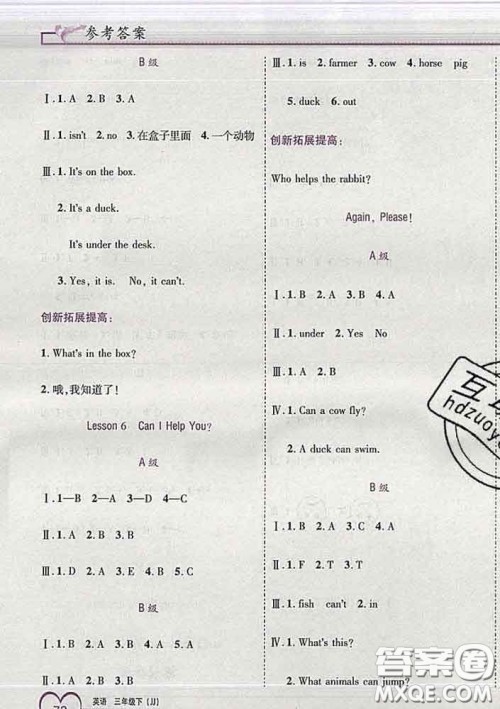 参考答案
B级
Ⅰ.1.A 2.B 3.A
Ⅱ.1.isn't 2.no 3.在盒子里面 4.一个动物
Ⅲ.1.It's on the box.
2.It's a duck.
It's under the desk.
3.Yes, it is. No, it can't.
创新拓展提高:
1.What's in the box?
2.哦,我知道了!
Lesson 6 Can I Help You?
A级
Ⅰ.1—B 2—A 3—D 4—C
Ⅱ.1.A 2.B 3.B
Ⅲ.1.B 2.B 3.B 4.A 5.C
B级
Ⅰ.1.B 2.A 3.B 4.A
Ⅱ.1.B 2.A 3.A 4.A 5.A
英语 三年级下 (JJ)
Ⅲ.1.is 2.farmer 3.cow 4.horse pig
5.duck 6.out
创新拓展提高:
Who helps the rabbit?
Again, Please!
A级
Ⅰ.1.B 2.A 3.B 4.A
Ⅱ.1.under 2.Yes No
Ⅲ.1.A 2.B
Ⅳ.1.Can a cow fly?
2.A duck can swim.
B级
Ⅰ.1.A 2.B 3.A 4.A
Ⅱ.1.F 2.F 3.F
Ⅲ.1.fish can't 2.in
Ⅳ.1.What's this?
2.What animals can jump?
hdzuoye
答案圈
MXQE.COM